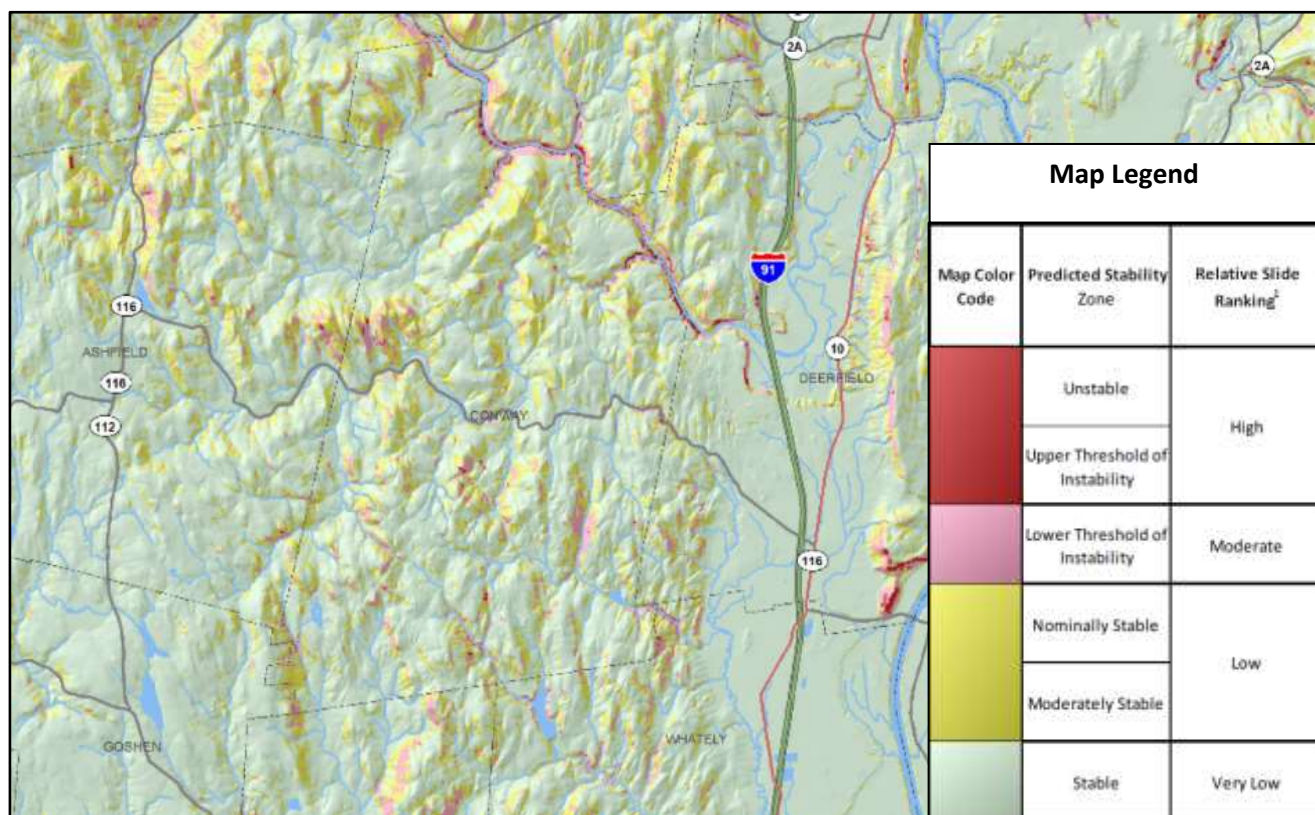 2A
2A
91
116
ASHFIELD
116
112
10
DEERFIELD
CONWAY
116
GOSHEN
WHATELY
Map Legend
Map Color
Code
Predicted Stability
Zone
Relative Slide
Ranking
Unstable
Upper Threshold of
Instability
High
Lower Threshold of
Instability
Moderate
Nominally Stable
Moderately Stable
Low
Stable
Very Low